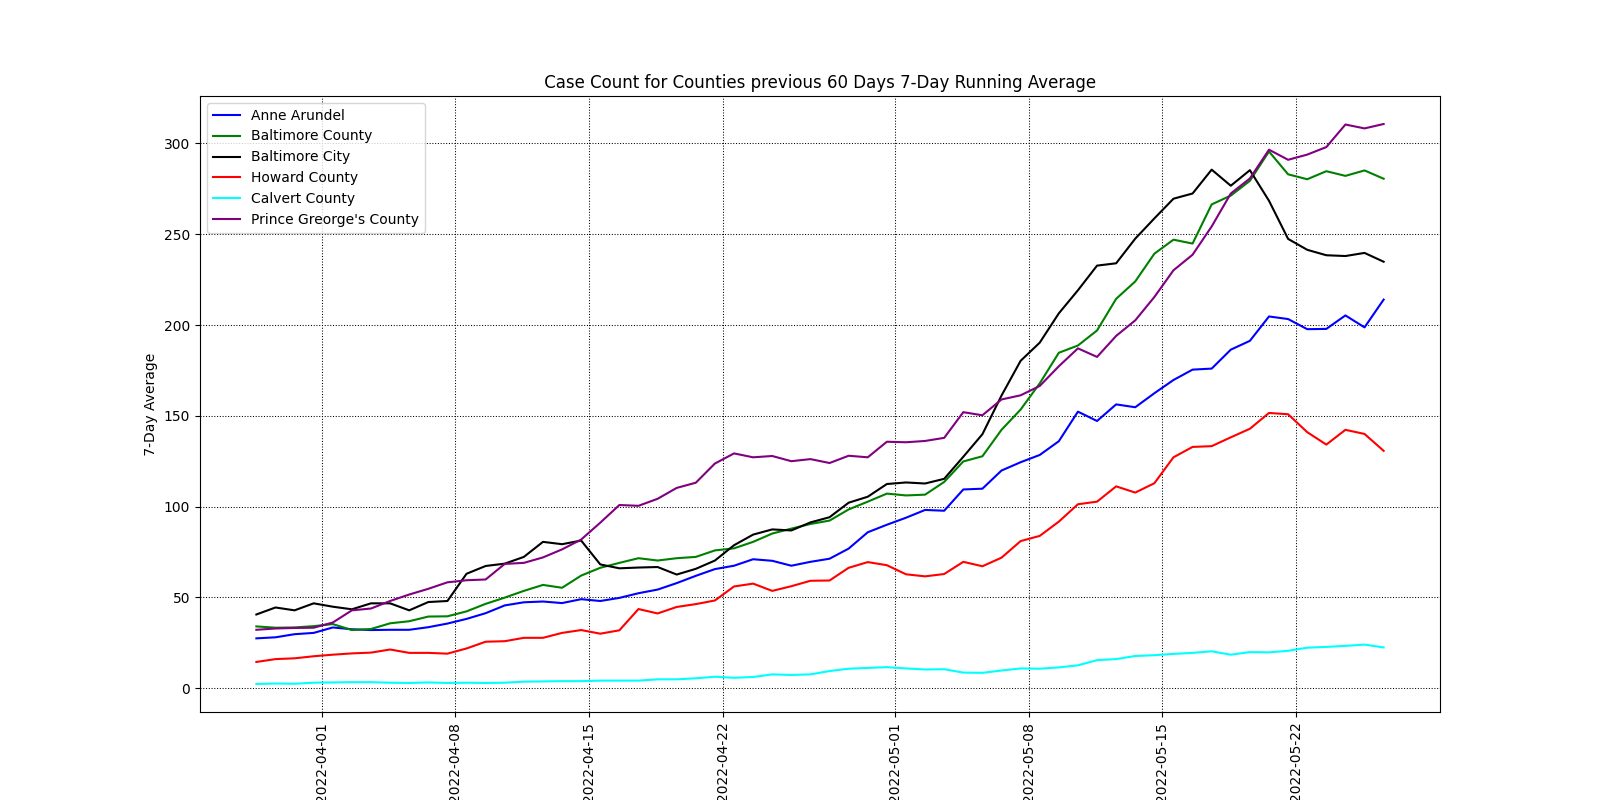 Case Count for Counties previous 60 Days 7-Day Running Average
Anne Arundel
Baltimore County
Baltimore City
Howard County
Calvert County
Prince Greorge's County
300
250
200
150
100
50
0
7-Day Average
2022-04-01
2022-04-08
2022-04-15
2022-04-22
2022-05-01
2022-05-08
2022-05-15
2022-05-22